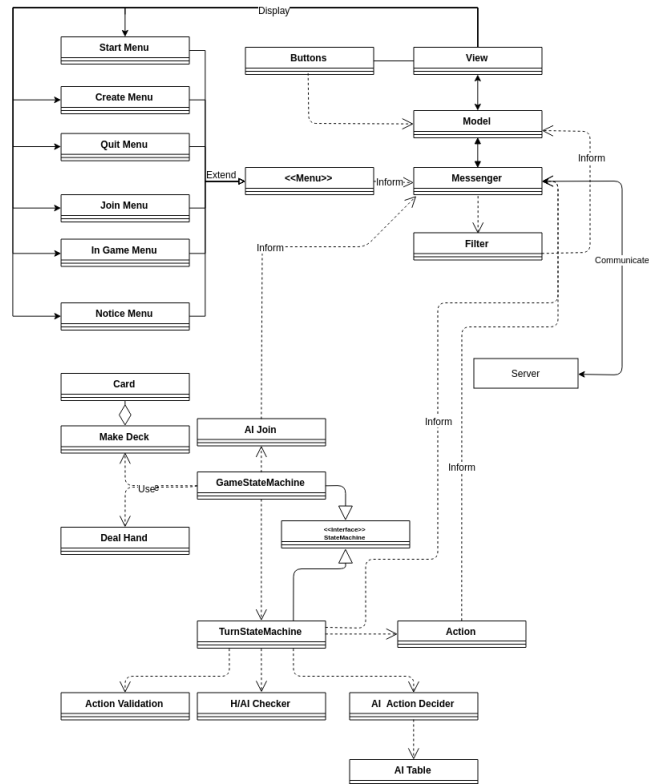 Display
Start Menu
Buttons
View
Create Menu
Model
Quit Menu
Inform
Extend
<<Menu>>
Inform
Messenger
Join Menu
In Game Menu
Inform
Filter
Communicate
Notice Menu
Server
Card
AI Join
Make Deck
Inform
GameStateMachine
Use
Inform
<<Interface>>
StateMachine
Deal Hand
TurnStateMachine
Action
Action Validation
H/AI Checker
AI Action Decider
AI Table